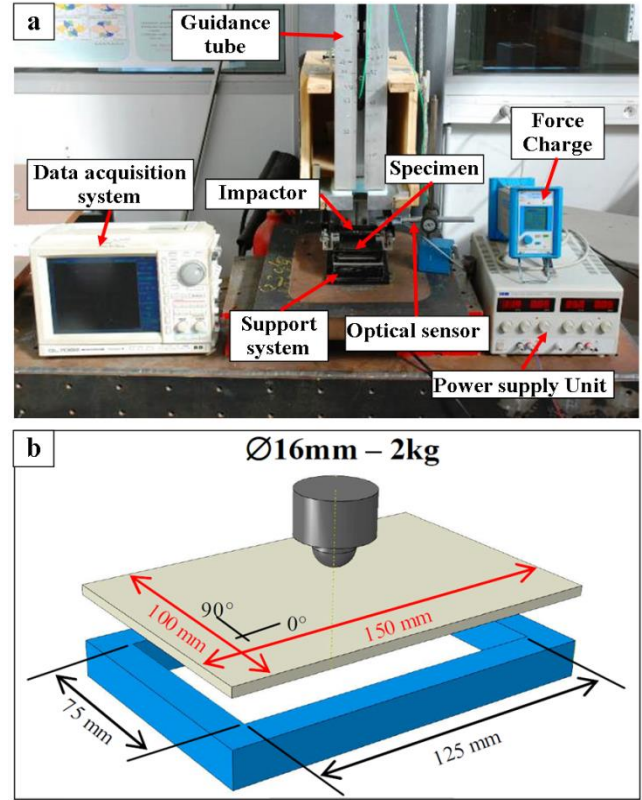 a
Guidance
tube
Force
Charge
Data acquisition
system
Specimen
Impactor
Support
system
Optical sensor
Power supply Unit
b
Ø16mm – 2kg
90°
0°
100 mm
150 mm
75 mm
125 mm